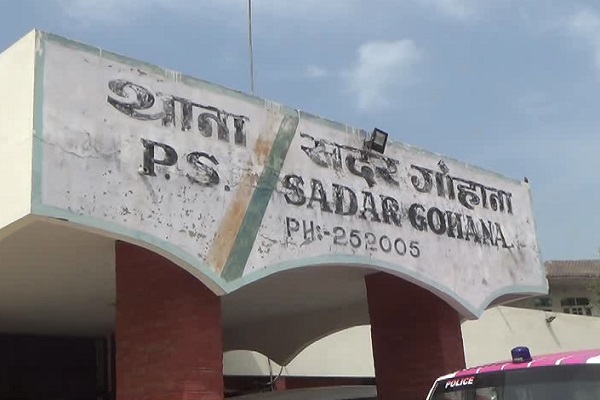 थाना सदर गोहाना
P.S. SADAR GOHANA.
PH:-252005
POLICE